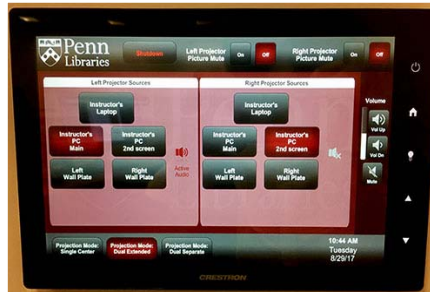 Penn
Libraries
Shutdown
Left Projector
Picture Mute
On
Off
Right Projector
Picture Mute
On
Off
Left Projector Sources
Instructor's
Laptop
Instructor's
PC
Main
Instructor's
PC
2nd screen
Left
Wall Plate
Right
Wall Plate
Active
Audio
Right Projector Sources
Instructor's
Laptop
Instructor's
PC
Main
Instructor's
PC
2nd screen
Left
Wall Plate
Right
Wall Plate
Volume
Vol Up
Vol Dn
Mute
Projection Mode:
Single Center
Projection Mode:
Dual Extended
Projection Mode:
Dual Separate
10:44 AM
Tuesday
8/29/17
CRESTRON